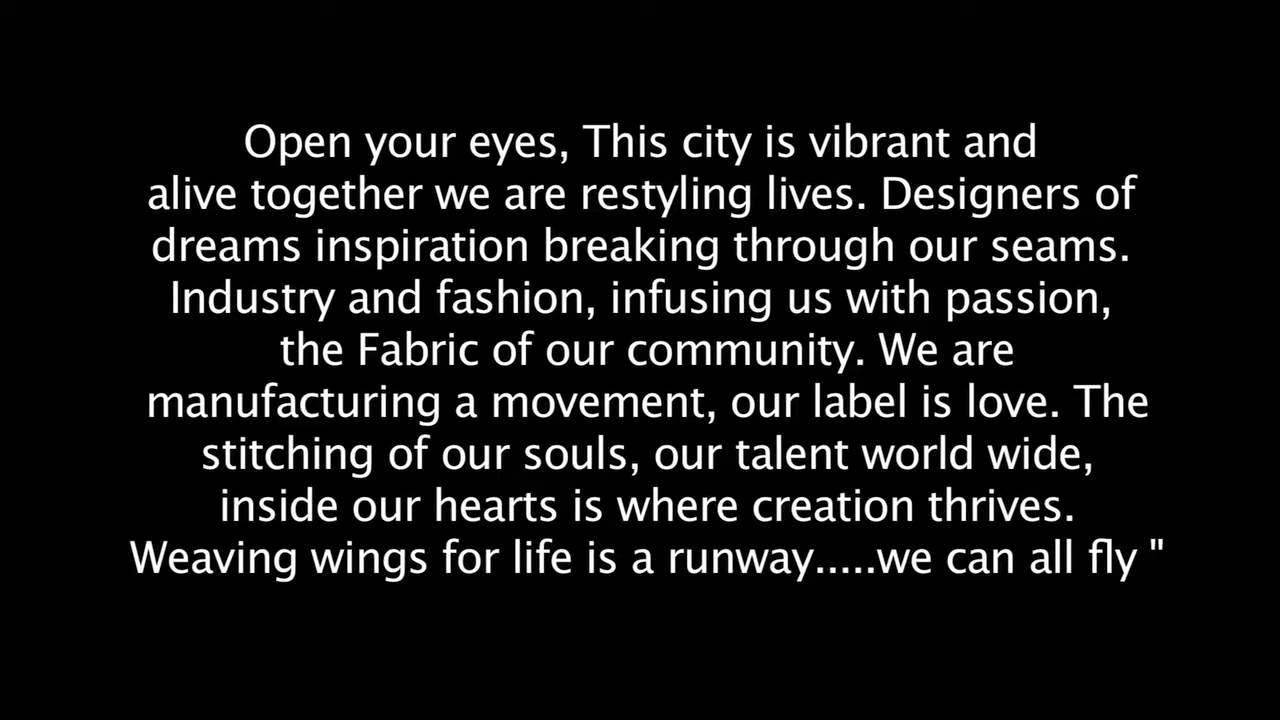 Open your eyes, This city is vibrant and
alive together we are restyling lives. Designers of
dreams inspiration breaking through our seams.
Industry and fashion, infusing us with passion,
the Fabric of our community. We are
manufacturing a movement, our label is love. The
stitching of our souls, our talent world wide,
inside our hearts is where creation thrives.
Weaving wings for life is a runway.....we can all fly "